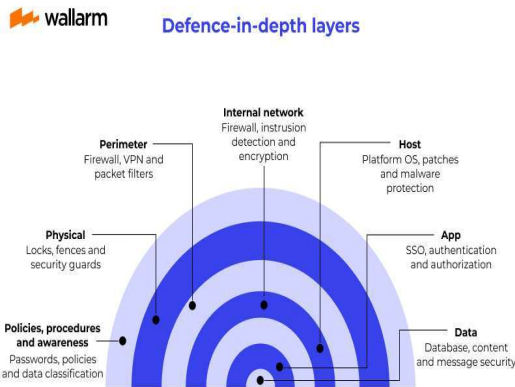 wallarm
Defence-in-depth layers
Internal network
Firewall, instrusion
detection and
encryption
Perimeter
Firewall, VPN and
packet filters
Host
Platform OS, patches
and malware
protection
Physical
Locks, fences and
security guards
App
SSO, authentication
and authorization
Policies, procedures
and awareness
Passwords, policies
and data classification
Data
Database, content
and message security